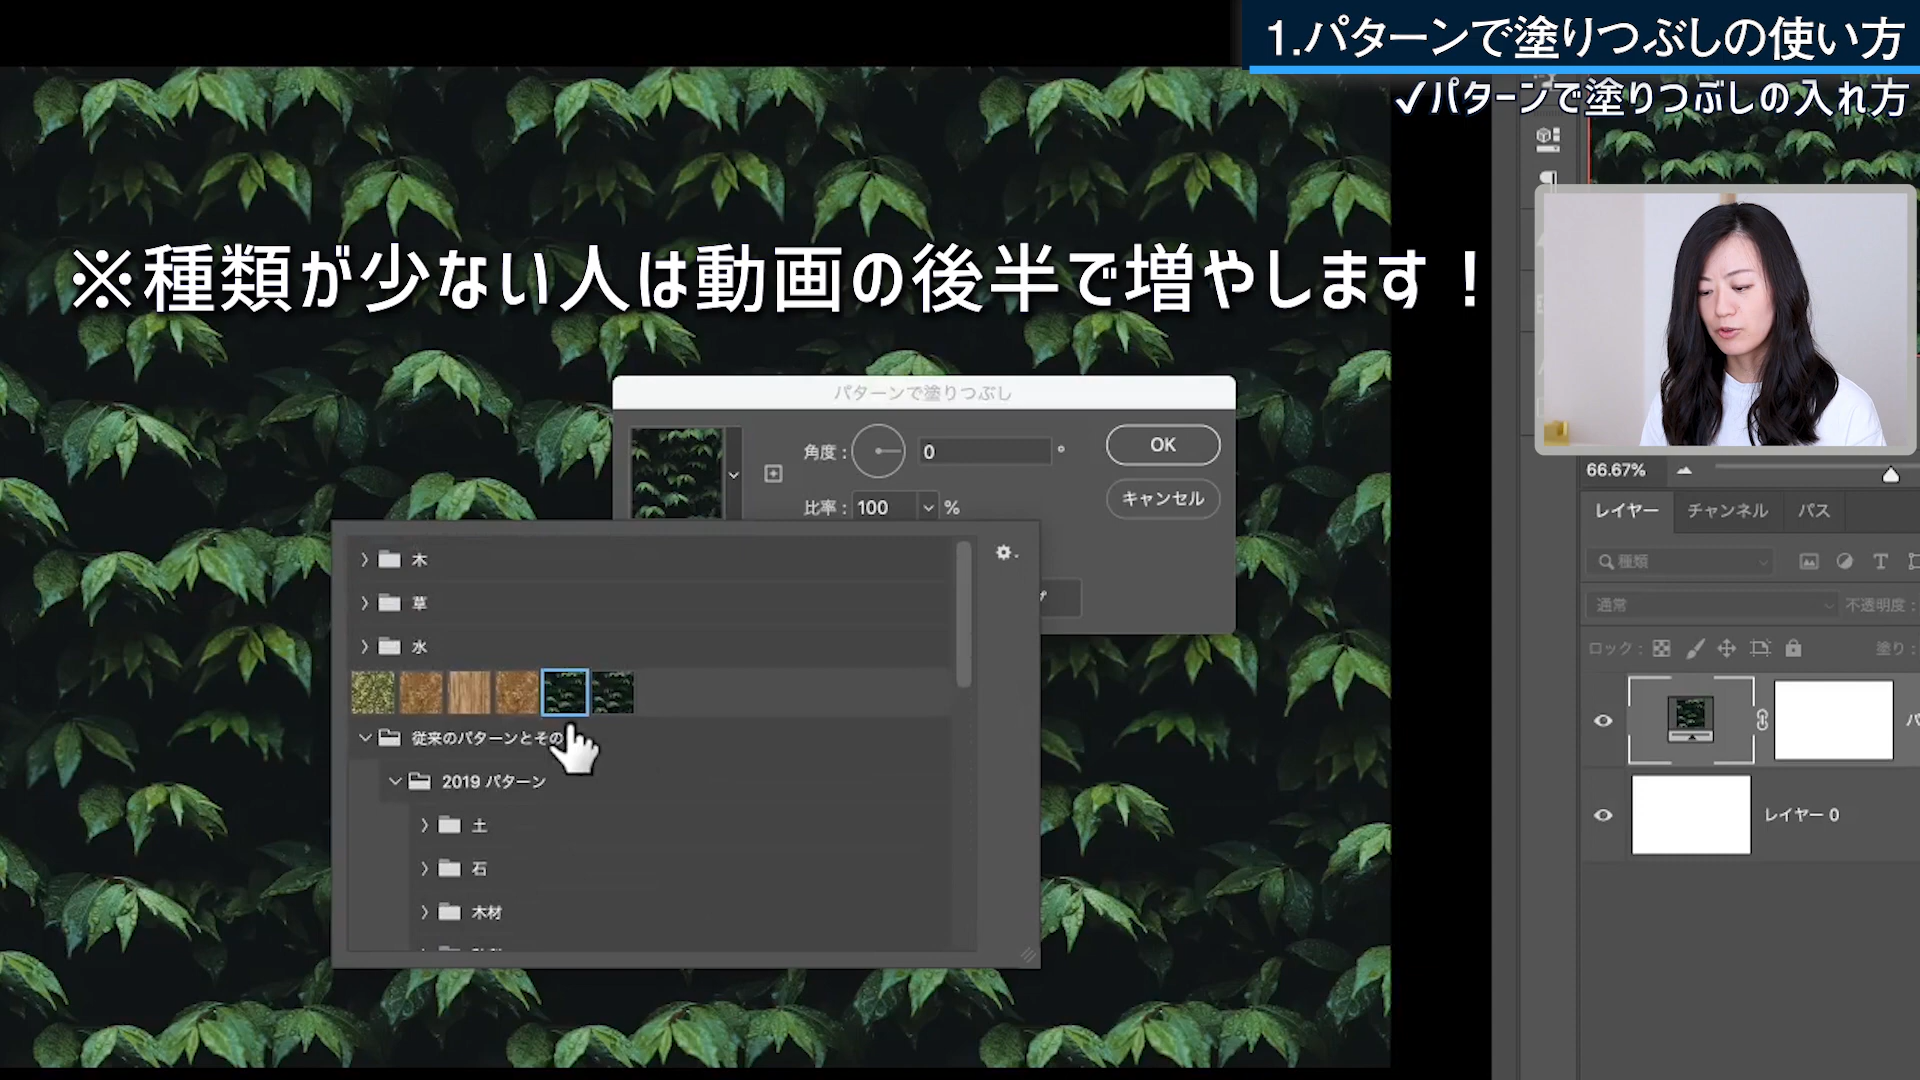 1.パターンで塗りつぶしの使い方
✓パターンで塗りつぶしの入れ方
※種類が少ない人は動画の後半で増やします！
パターンで塗りつぶし
角度：
0
°
OK
比率：
100
%
キャンセル
木
草
水
従来のパターンとその
2019 パターン
土
石
木材
66.67%
レイヤー
チャンネル
パス
種類
通常
不透明度：
ロック：
塗り：
レイヤー 0